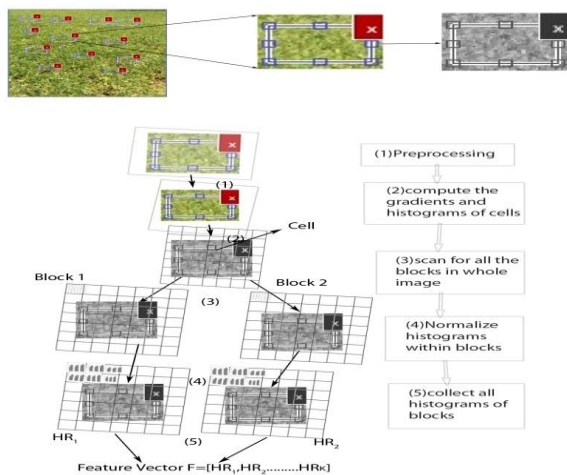 (1)Preprocessing
(1)
(2)compute the
gradients and
histograms of cells
(2)
Cell
Block 1
Block 2
(3)
(3)scan for all the
blocks in whole
image
(4)Normalize
histograms
within blocks
(4)
(5)collect all
histograms of
blocks
HR1
(5)
HR2
Feature Vector F=[HR1,HR2........HRK]